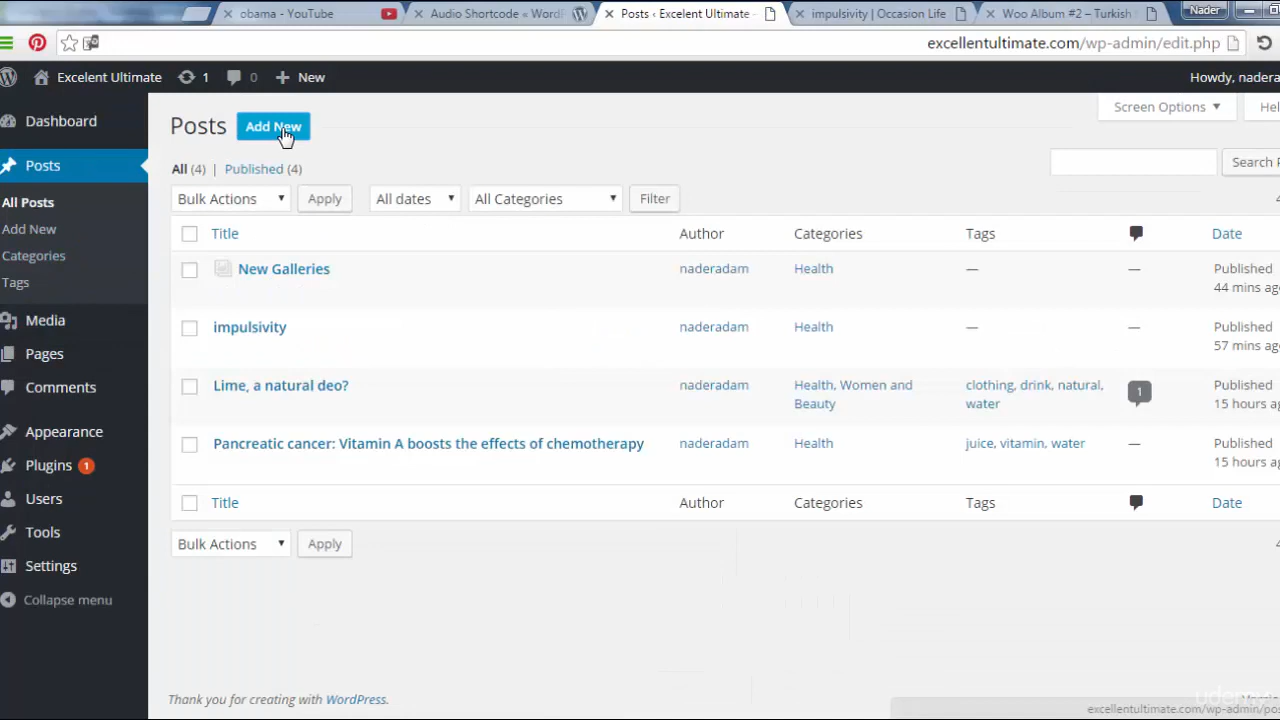 obama - YouTube
Audio Shortcode « WordP
Posts ‹ Excelent Ultimate -
impulsivity | Occasion Life
Woo Album #2 – Turkish
Nader
excellentultimate.com/wp-admin/edit.php
Excelent Ultimate 1 0 New
Howdy, nadera
Dashboard
Posts
All Posts
Add New
Categories
Tags
Media
Pages
Comments
Appearance
Plugins 1
Users
Tools
Settings
Collapse menu
Screen Options
Hel
Posts Add New
All (4) | Published (4)
Search P
Bulk Actions Apply All dates All Categories Filter
4
Title Author Categories Tags Date
New Galleries naderadam Health — — Published
44 mins ago
impulsivity naderadam Health — — Published
57 mins ago
Lime, a natural deo? naderadam Health, Women and clothing, drink, natural, 1 Published
Beauty water 15 hours ago
Pancreatic cancer: Vitamin A boosts the effects of chemotherapy naderadam Health juice, vitamin, water — Published
15 hours ago
Title Author Categories Tags Date
Bulk Actions Apply
4
Thank you for creating with WordPress.
udemy
excellentultimate.com/wp-admin/pos